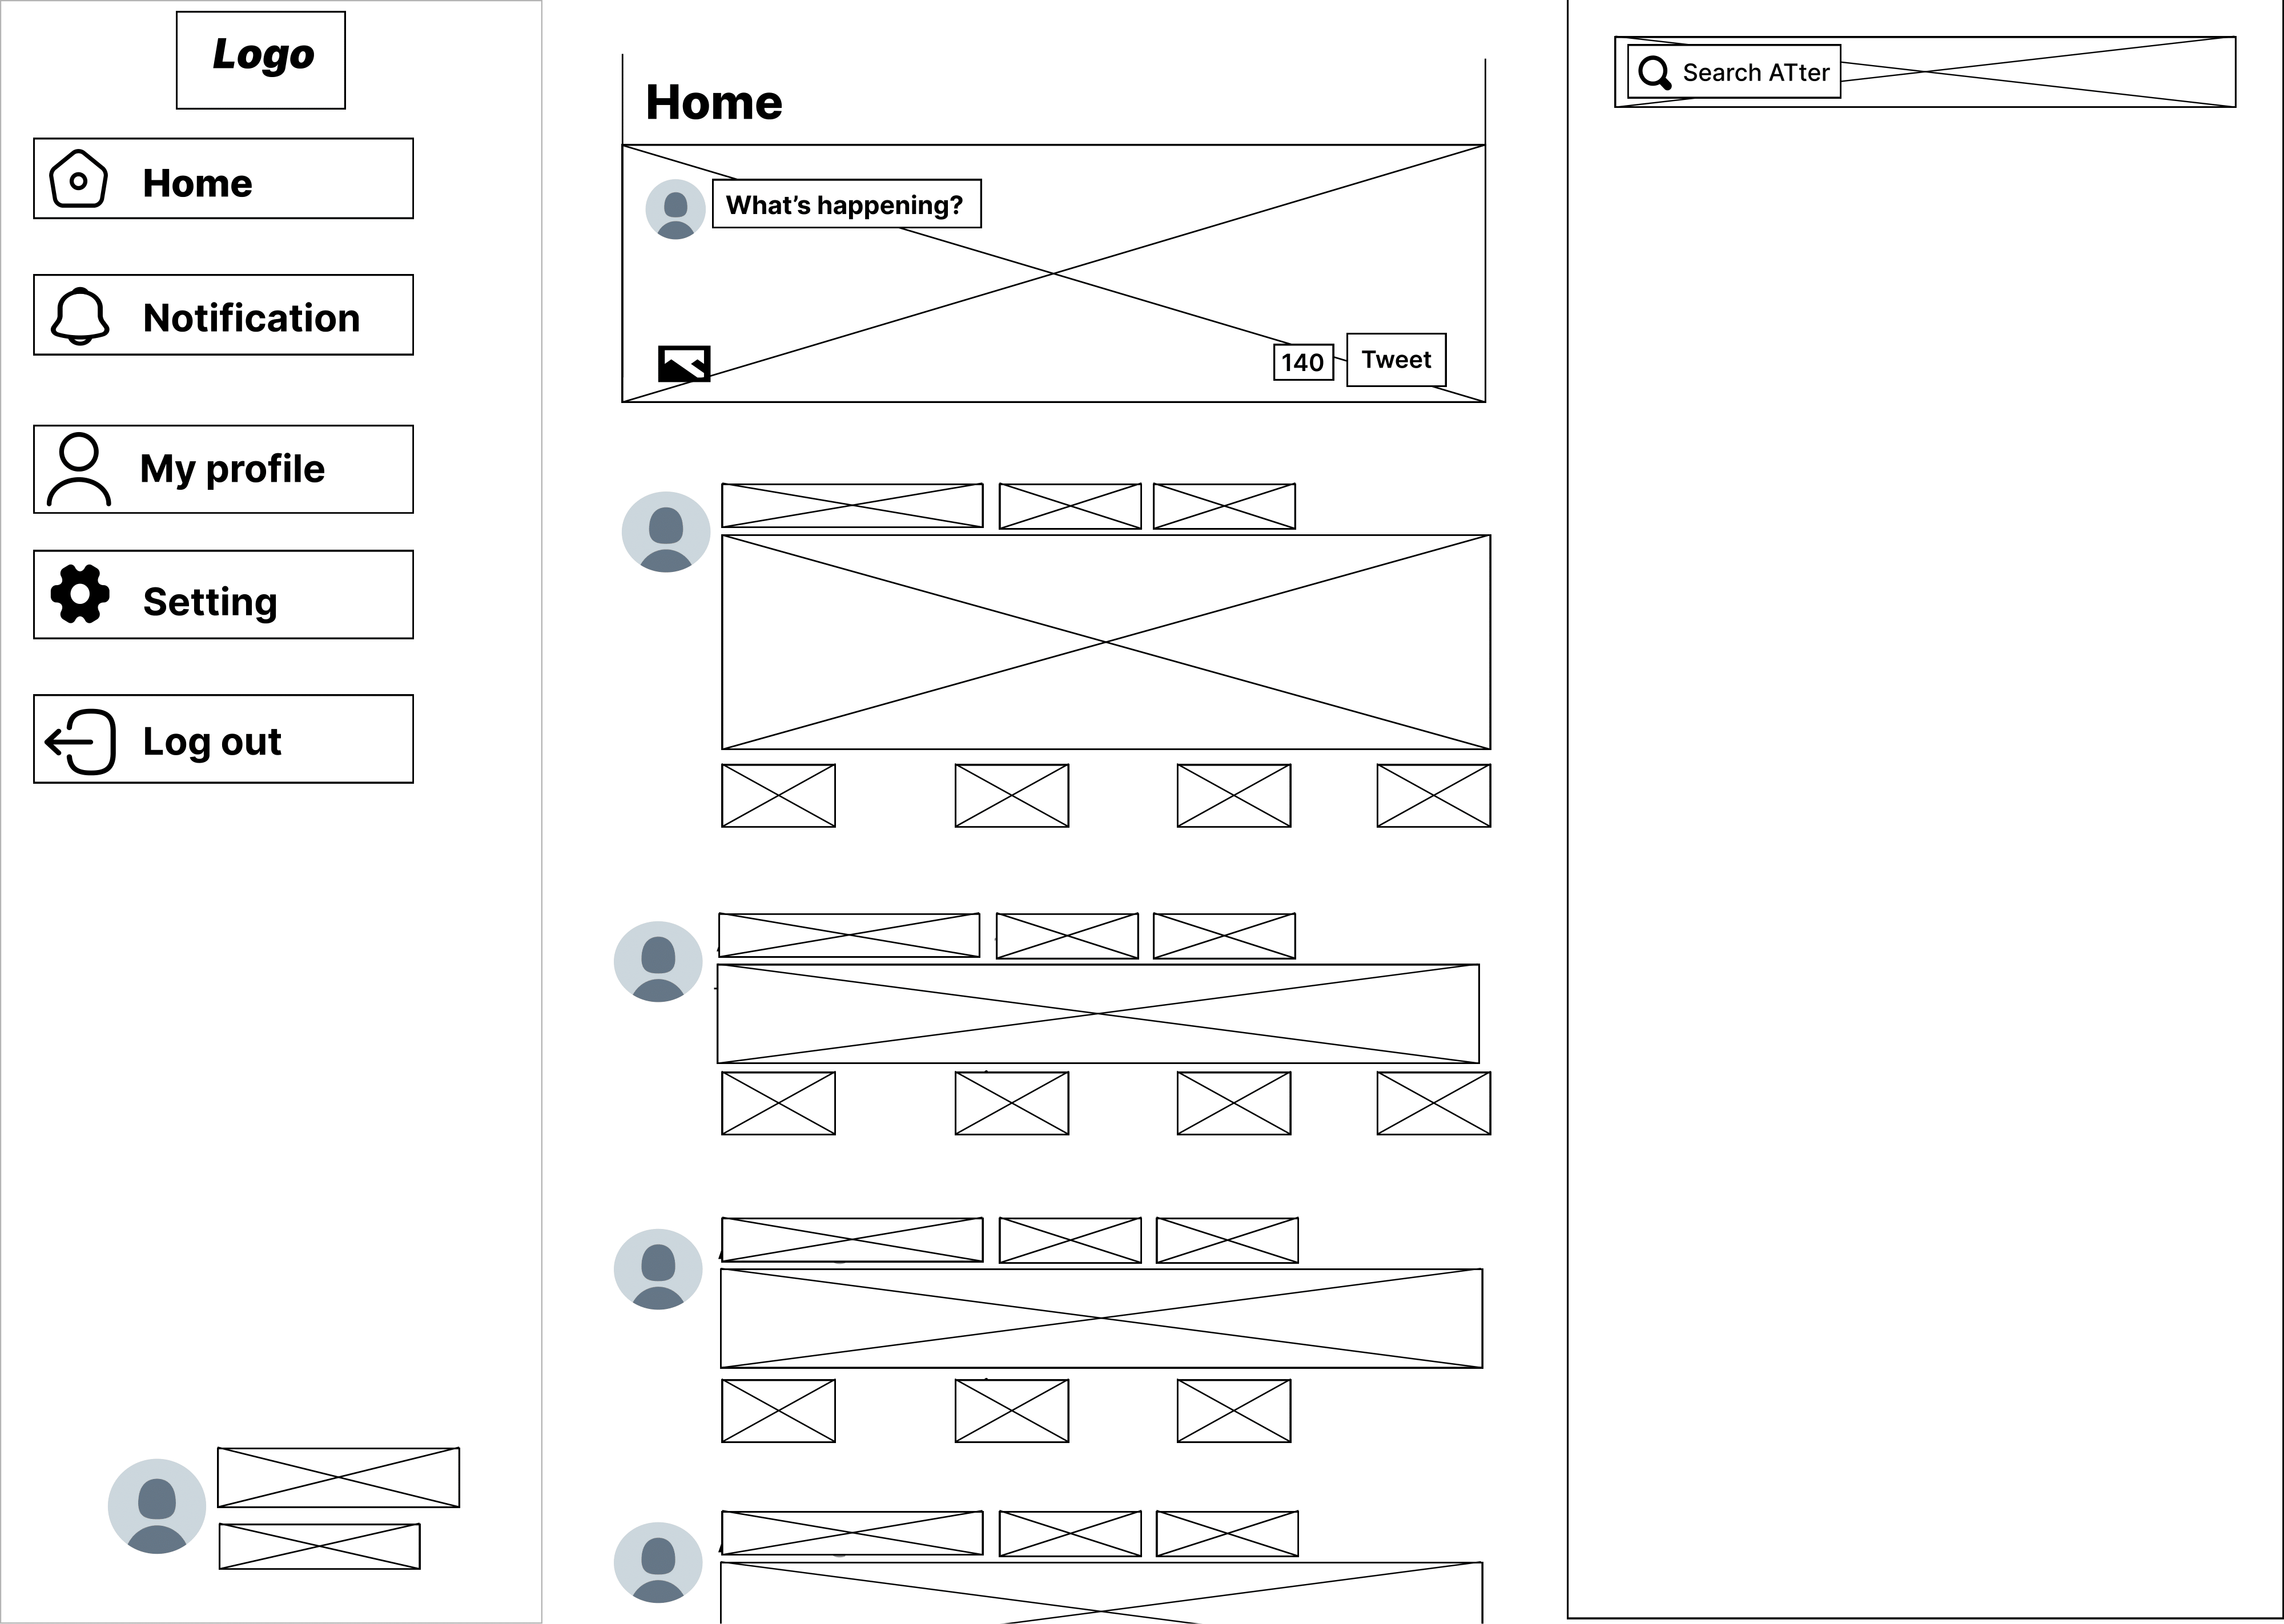 Logo
Home
Notification
My profile
Setting
Log out
Home
What’s happening?
140
Tweet
Search ATter